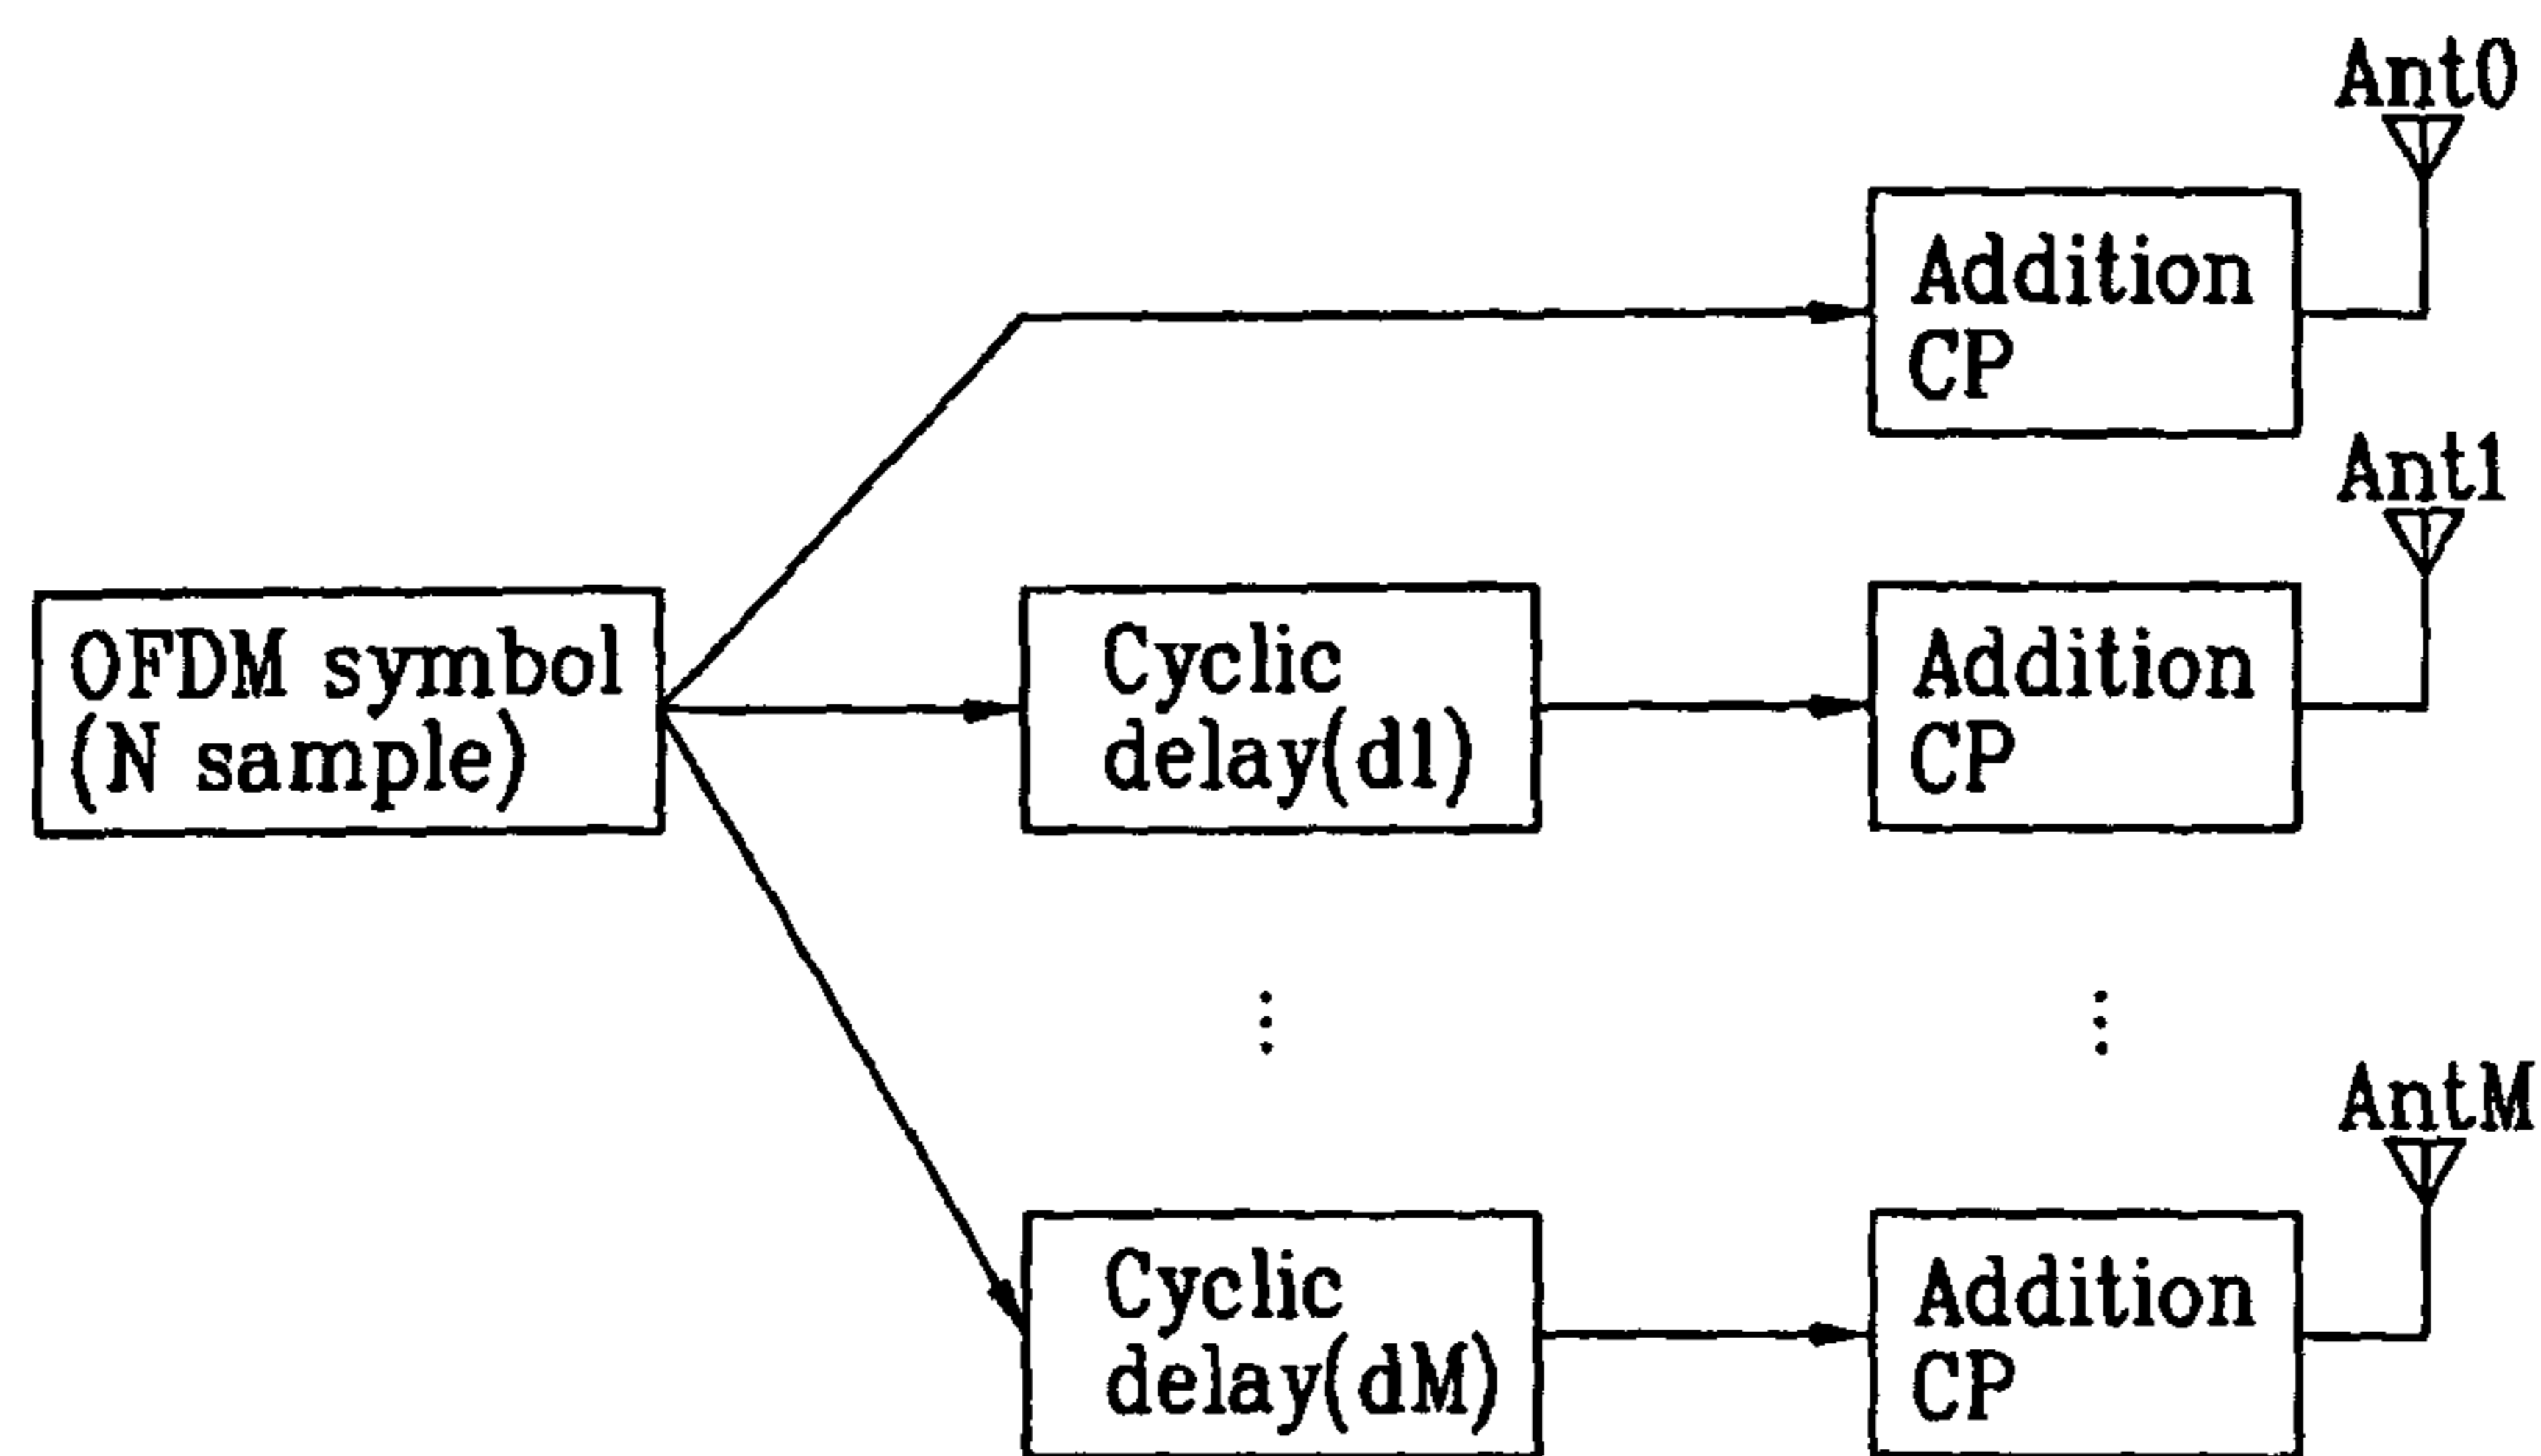 Ant0
Addition
CP
Ant1
OFDM symbol
(N sample)
Cyclic
delay(d1)
Addition
CP
AntM
Cyclic
delay(dM)
Addition
CP